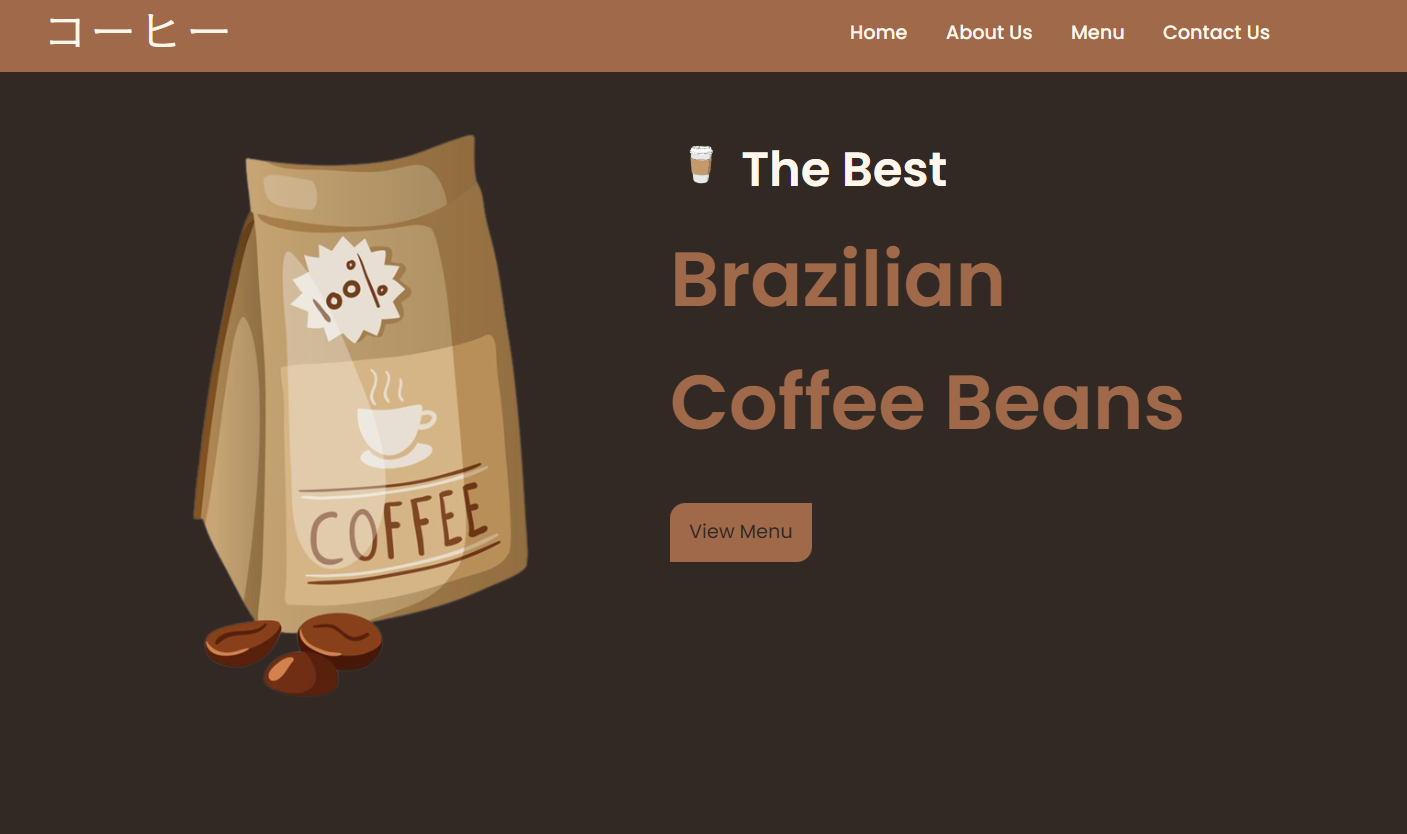 コーヒー
Home About Us Menu Contact Us
The Best
Brazilian
Coffee Beans
View Menu
100%
COFFEE